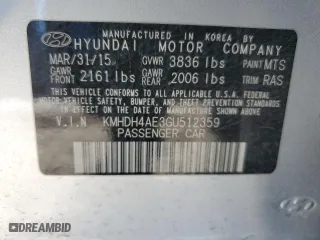 MANUFACTURED IN KOREA BY
HYUNDAI MOTOR COMPANY
MAR/31/15 GVWR 3836 lbs PAINT MTS
GAWR FRONT 2161 lbs GAWR REAR 2006 lbs TRIM RAS
THIS VEHICLE CONFORMS TO ALL APPLICABLE
FEDERAL MOTOR VEHICLE SAFETY, BUMPER, AND
THEFT PREVENTION STANDARDS IN EFFECT ON
THE DATE OF MANUFACTURE SHOWN ABOVE.
V.I.N KMHDH4AE3GU512359
PASSENGER CAR
DEALERSHIP